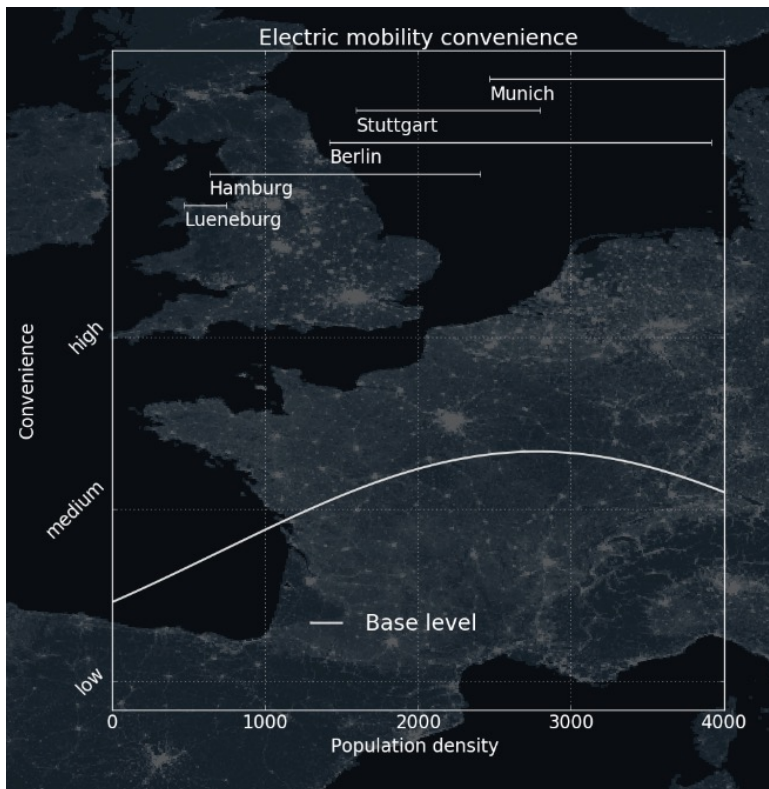 Electric mobility convenience
Munich
Stuttgart
Berlin
Hamburg
Lueneburg
Convenience
high
medium
low
Base level
0 1000 2000 3000 4000
Population density